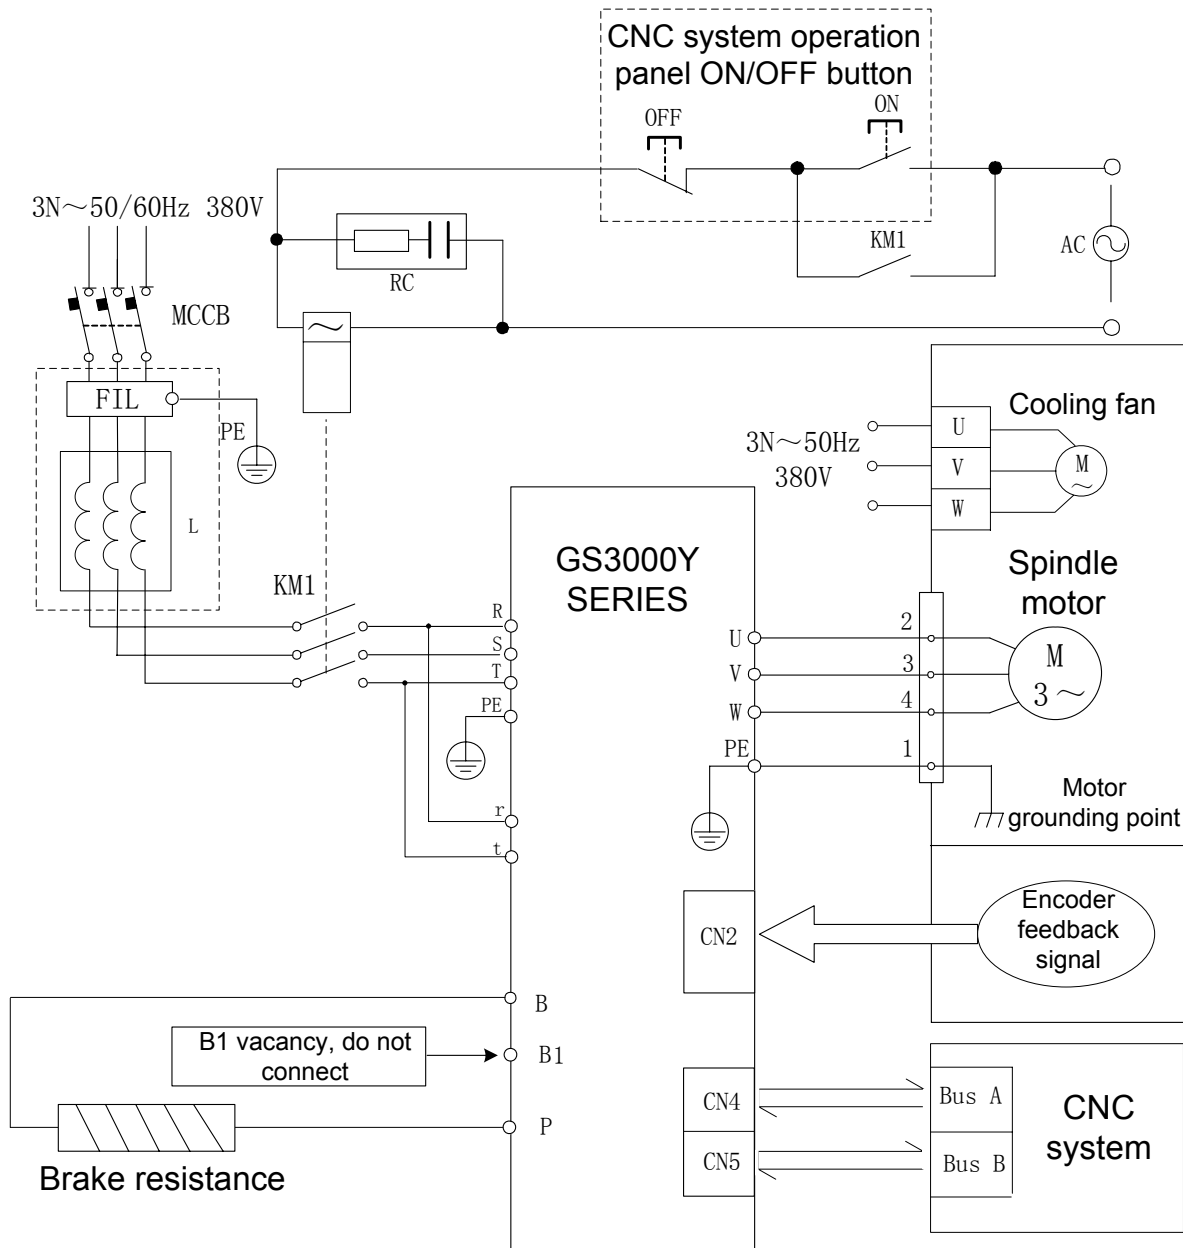 CNC system operation
panel ON/OFF button
OFF
ON
3N～50/60Hz 380V
KM1
AC
RC
MCCB
FIL
PE
L
Cooling fan
3N～50Hz
380V
U
V
W
M
～
GS3000Y
SERIES
Spindle
motor
KM1
R
S
T
PE
U
V
W
PE
2
3
4
1
M
3～
Motor
grounding point
r
t
CN2
Encoder
feedback
signal
B
B1 vacancy, do not
connect
B1
P
Brake resistance
CN4
CN5
Bus A
Bus B
CNC
system